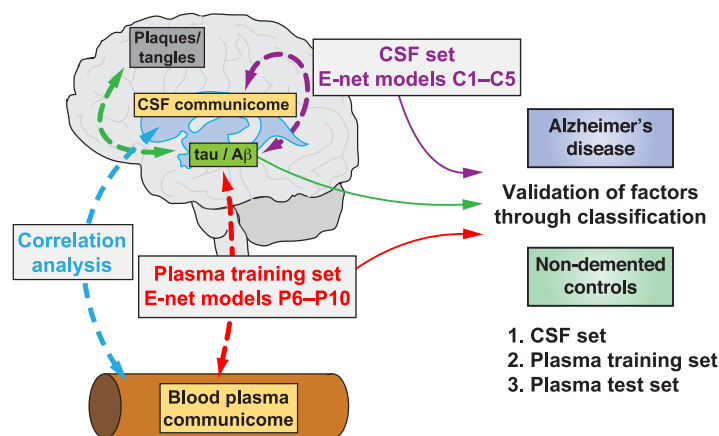 Plaques/
tangles
CSF communicome
tau / Aβ
CSF set
E-net models C1–C5
Alzheimer's
disease
Validation of factors
through classification
Correlation
analysis
Plasma training set
E-net models P6–P10
Non-demented
controls
1. CSF set
2. Plasma training set
3. Plasma test set
Blood plasma
communicome